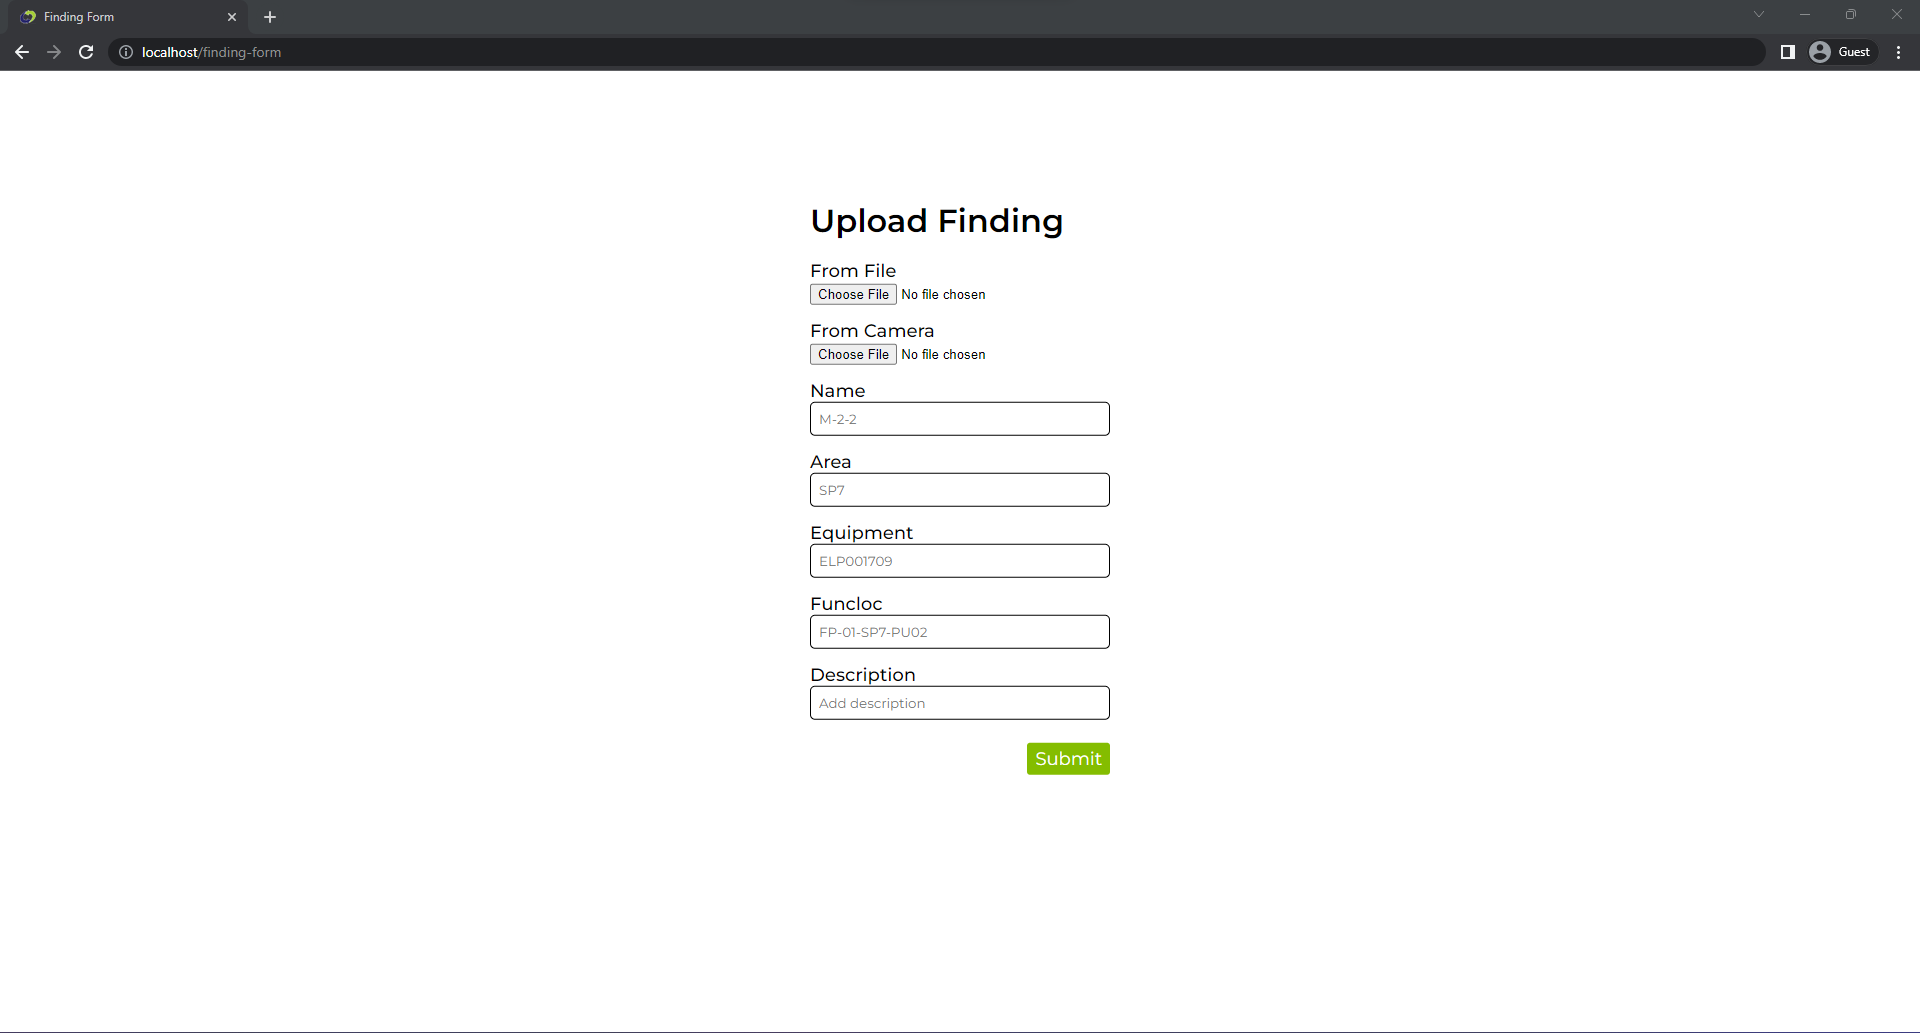 Finding Form
localhost/finding-form
Guest
Upload Finding
From File
Choose File No file chosen
From Camera
Choose File No file chosen
Name
M-2-2
Area
SP7
Equipment
ELP001709
Funcloc
FP-01-SP7-PU02
Description
Add description
Submit